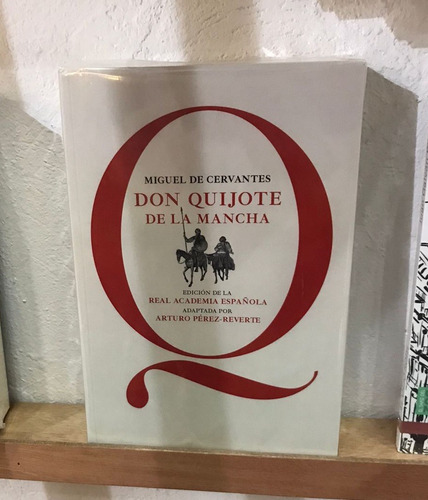 MIGUEL DE CERVANTES
DON QUIJOTE
DE LA MANCHA
EDICIÓN DE LA
REAL ACADEMIA ESPAÑOLA
ADAPTADA POR
ARTURO PÉREZ-REVERTE
Q